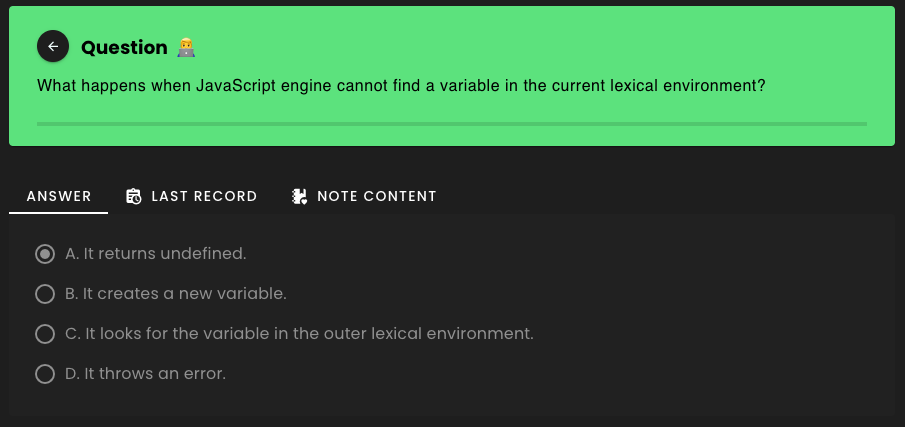 Question
What happens when JavaScript engine cannot find a variable in the current lexical environment?
ANSWER
LAST RECORD
NOTE CONTENT
A. It returns undefined.
B. It creates a new variable.
C. It looks for the variable in the outer lexical environment.
D. It throws an error.